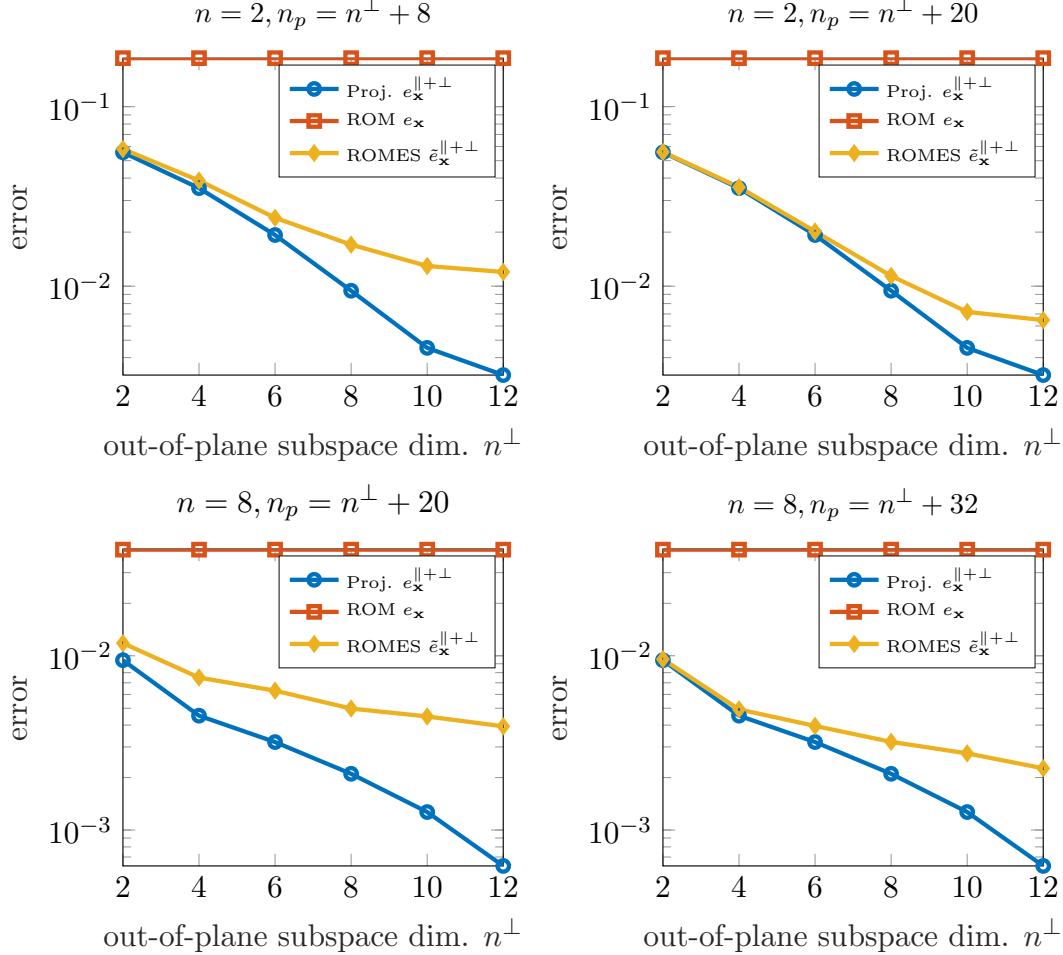 n = 2, n_p = n^⊥ + 8
10^{−1}
10^{−2}
error
Proj. e_x^{∥+⊥}
ROM e_x
ROMES ẽ_x^{∥+⊥}
2 4 6 8 10 12
out-of-plane subspace dim. n^⊥
n = 2, n_p = n^⊥ + 20
10^{−1}
10^{−2}
error
Proj. e_x^{∥+⊥}
ROM e_x
ROMES ẽ_x^{∥+⊥}
2 4 6 8 10 12
out-of-plane subspace dim. n^⊥
n = 8, n_p = n^⊥ + 20
10^{−2}
10^{−3}
error
Proj. e_x^{∥+⊥}
ROM e_x
ROMES ẽ_x^{∥+⊥}
2 4 6 8 10 12
out-of-plane subspace dim. n^⊥
n = 8, n_p = n^⊥ + 32
10^{−2}
10^{−3}
error
Proj. e_x^{∥+⊥}
ROM e_x
ROMES ẽ_x^{∥+⊥}
2 4 6 8 10 12
out-of-plane subspace dim. n^⊥